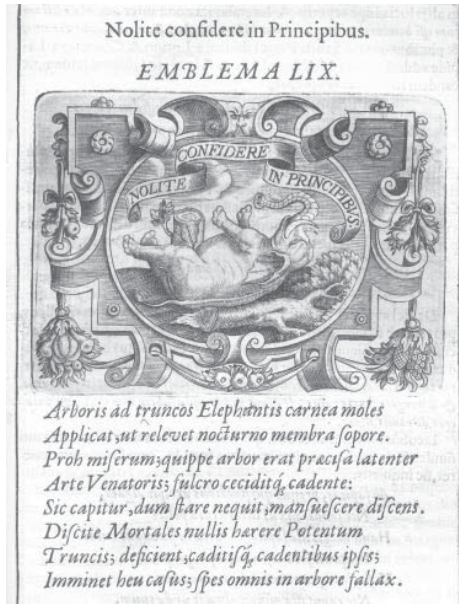 Nolite confidere in Principibus.
EMBLEMA LIX.
NOLITE CONFIDERE IN PRINCIPIBVS
Arboris ad truncos Elephantis carnea moles
Applicat, ut relevet nocturno membra sopore.
Proh miserum; quippe arbor erat præcisa latenter
Arte Venatoris; fulcro ceciditq́, cadente:
Sic capitur, dum ſtare nequit, manſueſcere diſcens.
Diſcite Mortales nullis hærere Potentum
Truncis; deficient, caditiſq́, cadentibus ipſis;
Imminet heu caſus; ſpes omnis in arbore fallax.